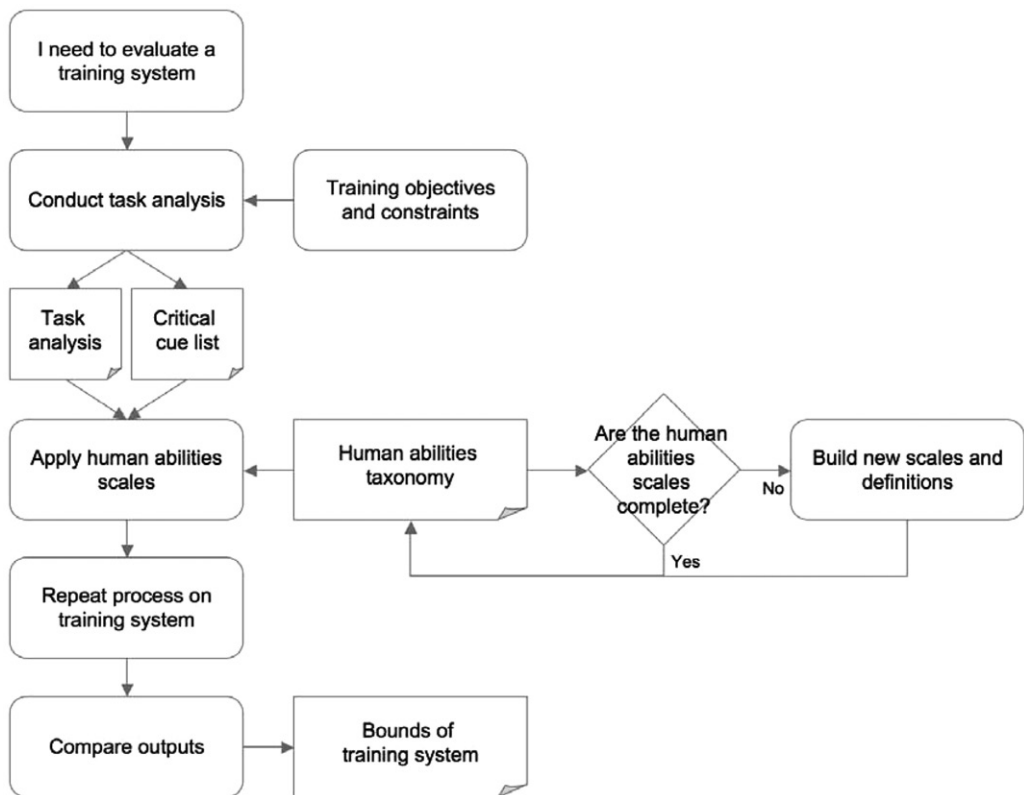 I need to evaluate a
training system
Conduct task analysis
Training objectives
and constraints
Task
analysis
Critical
cue list
Apply human abilities
scales
Human abilities
taxonomy
Are the human
abilities
scales
complete?
No
Build new scales and
definitions
Yes
Repeat process on
training system
Compare outputs
Bounds of
training system